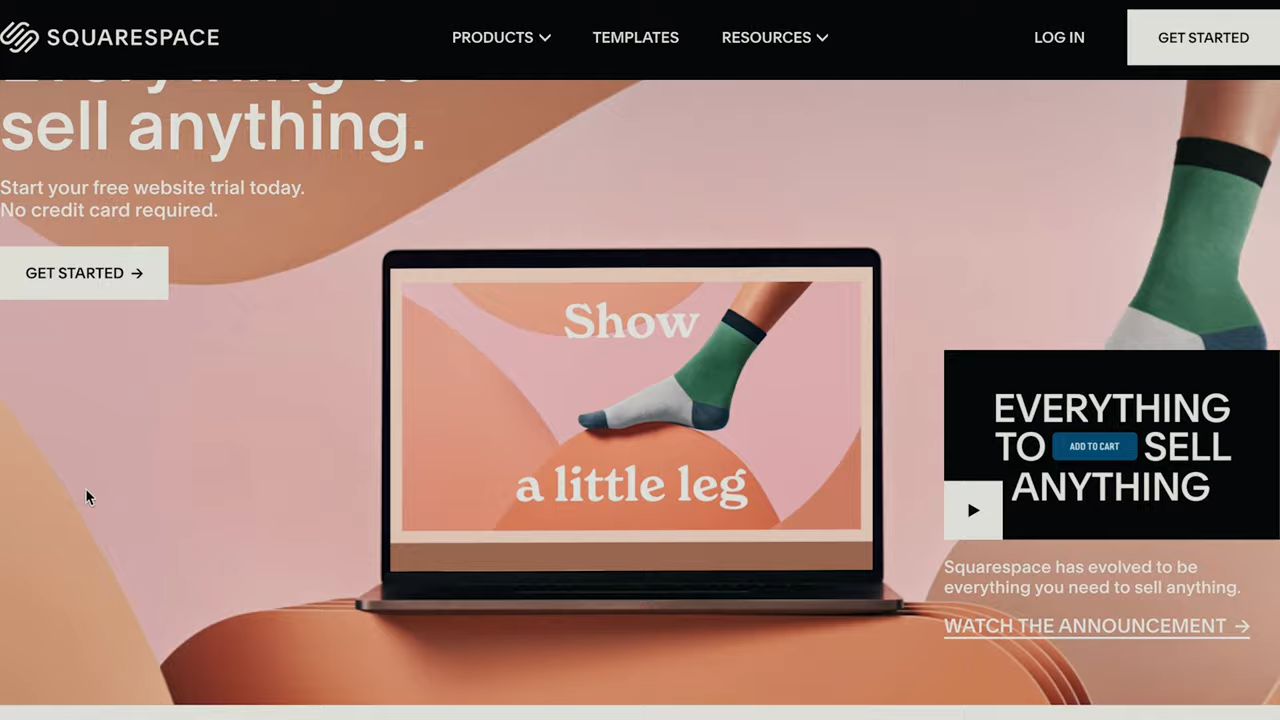 SQUARESPACE
PRODUCTS
TEMPLATES
RESOURCES
LOG IN
GET STARTED
Everything to
sell anything.
Start your free website trial today.
No credit card required.
GET STARTED →
Show
a little leg
EVERYTHING
TO ADD TO CART SELL
ANYTHING
Squarespace has evolved to be
everything you need to sell anything.
WATCH THE ANNOUNCEMENT →